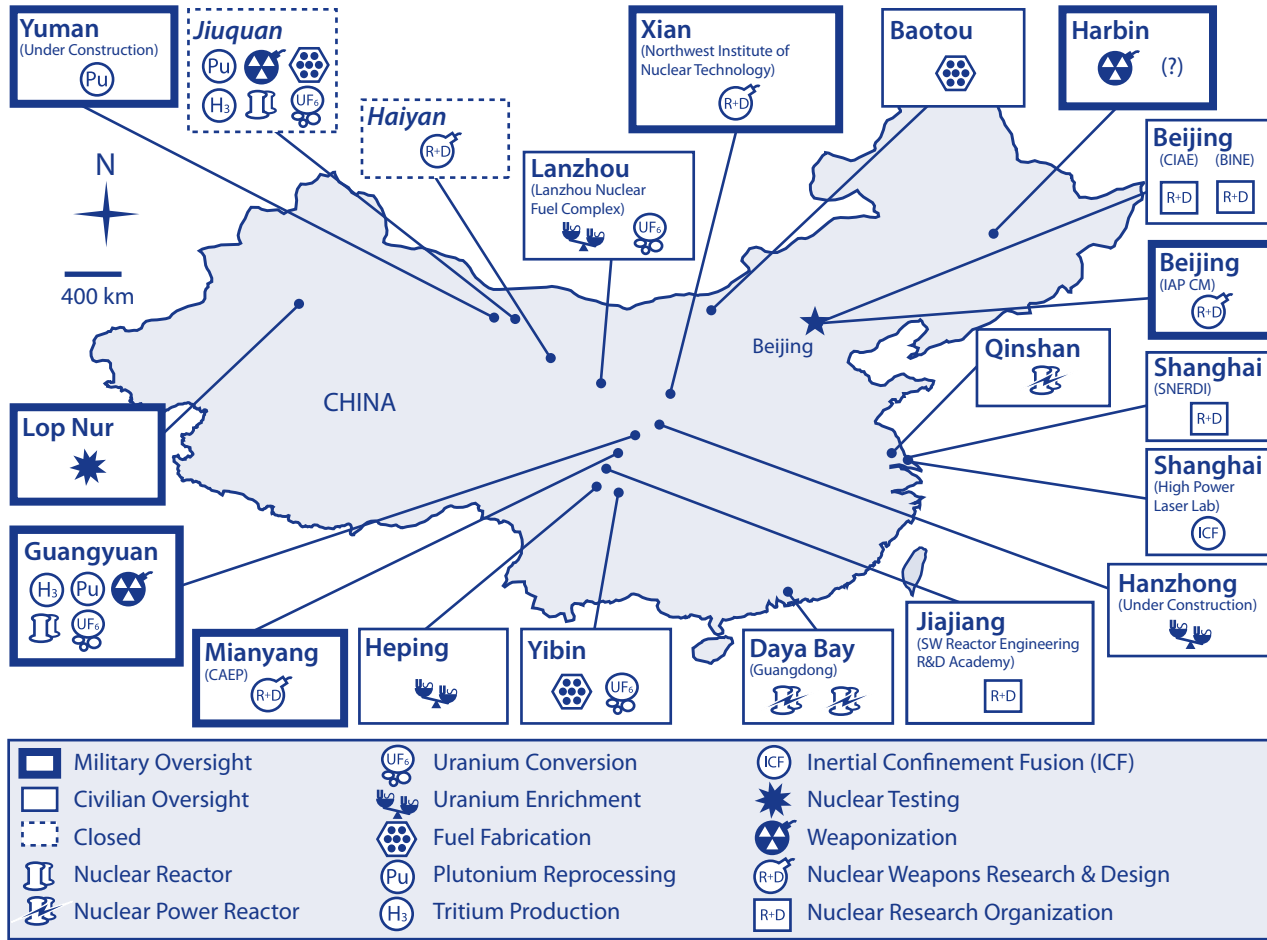 Yuman
(Under Construction)
Pu
Jiuquan
Pu
H3
UF6
Haiyan
R+D
Lanzhou
(Lanzhou Nuclear
Fuel Complex)
UF6
Xian
(Northwest Institute of
Nuclear Technology)
R+D
Baotou
Harbin
(?)
Beijing
(CIAE) (BINE)
R+D R+D
Beijing
(IAP CM)
R+D
N
400 km
CHINA
Beijing
Qinshan
Shanghai
(SNERDI)
R+D
Shanghai
(High Power
Laser Lab)
ICF
Lop Nur
Guangyuan
H3 Pu
UF6
Mianyang
(CAEP)
R+D
Heping
Yibin
UF6
Daya Bay
(Guangdong)
Jiajiang
(SW Reactor Engineering
R&D Academy)
R+D
Hanzhong
(Under Construction)
Military Oversight
Civilian Oversight
Closed
Nuclear Reactor
Nuclear Power Reactor
UF6 Uranium Conversion
Uranium Enrichment
Fuel Fabrication
Pu Plutonium Reprocessing
H3 Tritium Production
ICF Inertial Confinement Fusion (ICF)
Nuclear Testing
Weaponization
R+D Nuclear Weapons Research & Design
R+D Nuclear Research Organization